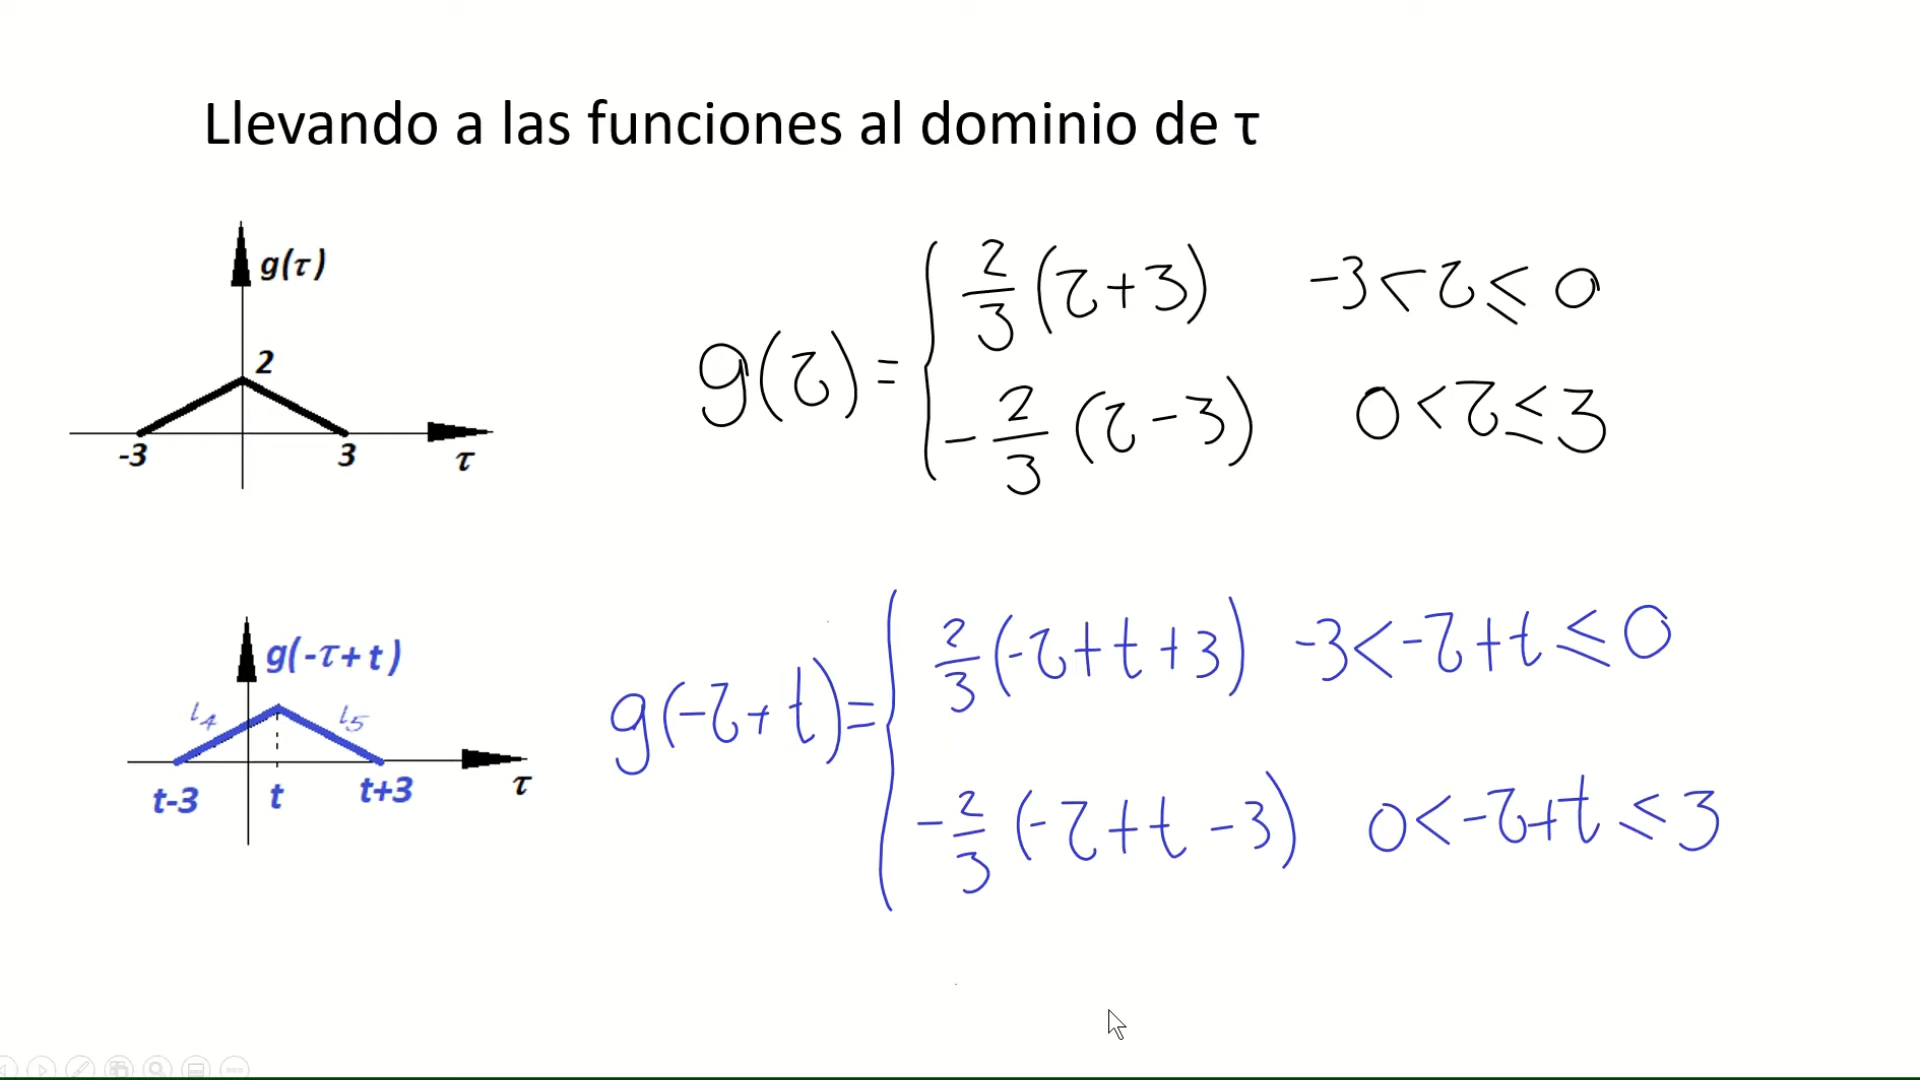 Llevando a las funciones al dominio de τ
g(τ)
2
-3
3
τ
g(τ) = { 2/3 (τ+3) -3 < τ ≤ 0
-2/3 (τ-3) 0 < τ ≤ 3
g(-τ+t)
L4
L5
t-3
t
t+3
τ
g(-τ+t) = { 2/3 (-τ+t+3) -3 < -τ+t ≤ 0
-2/3 (-τ+t-3) 0 < -τ+t ≤ 3